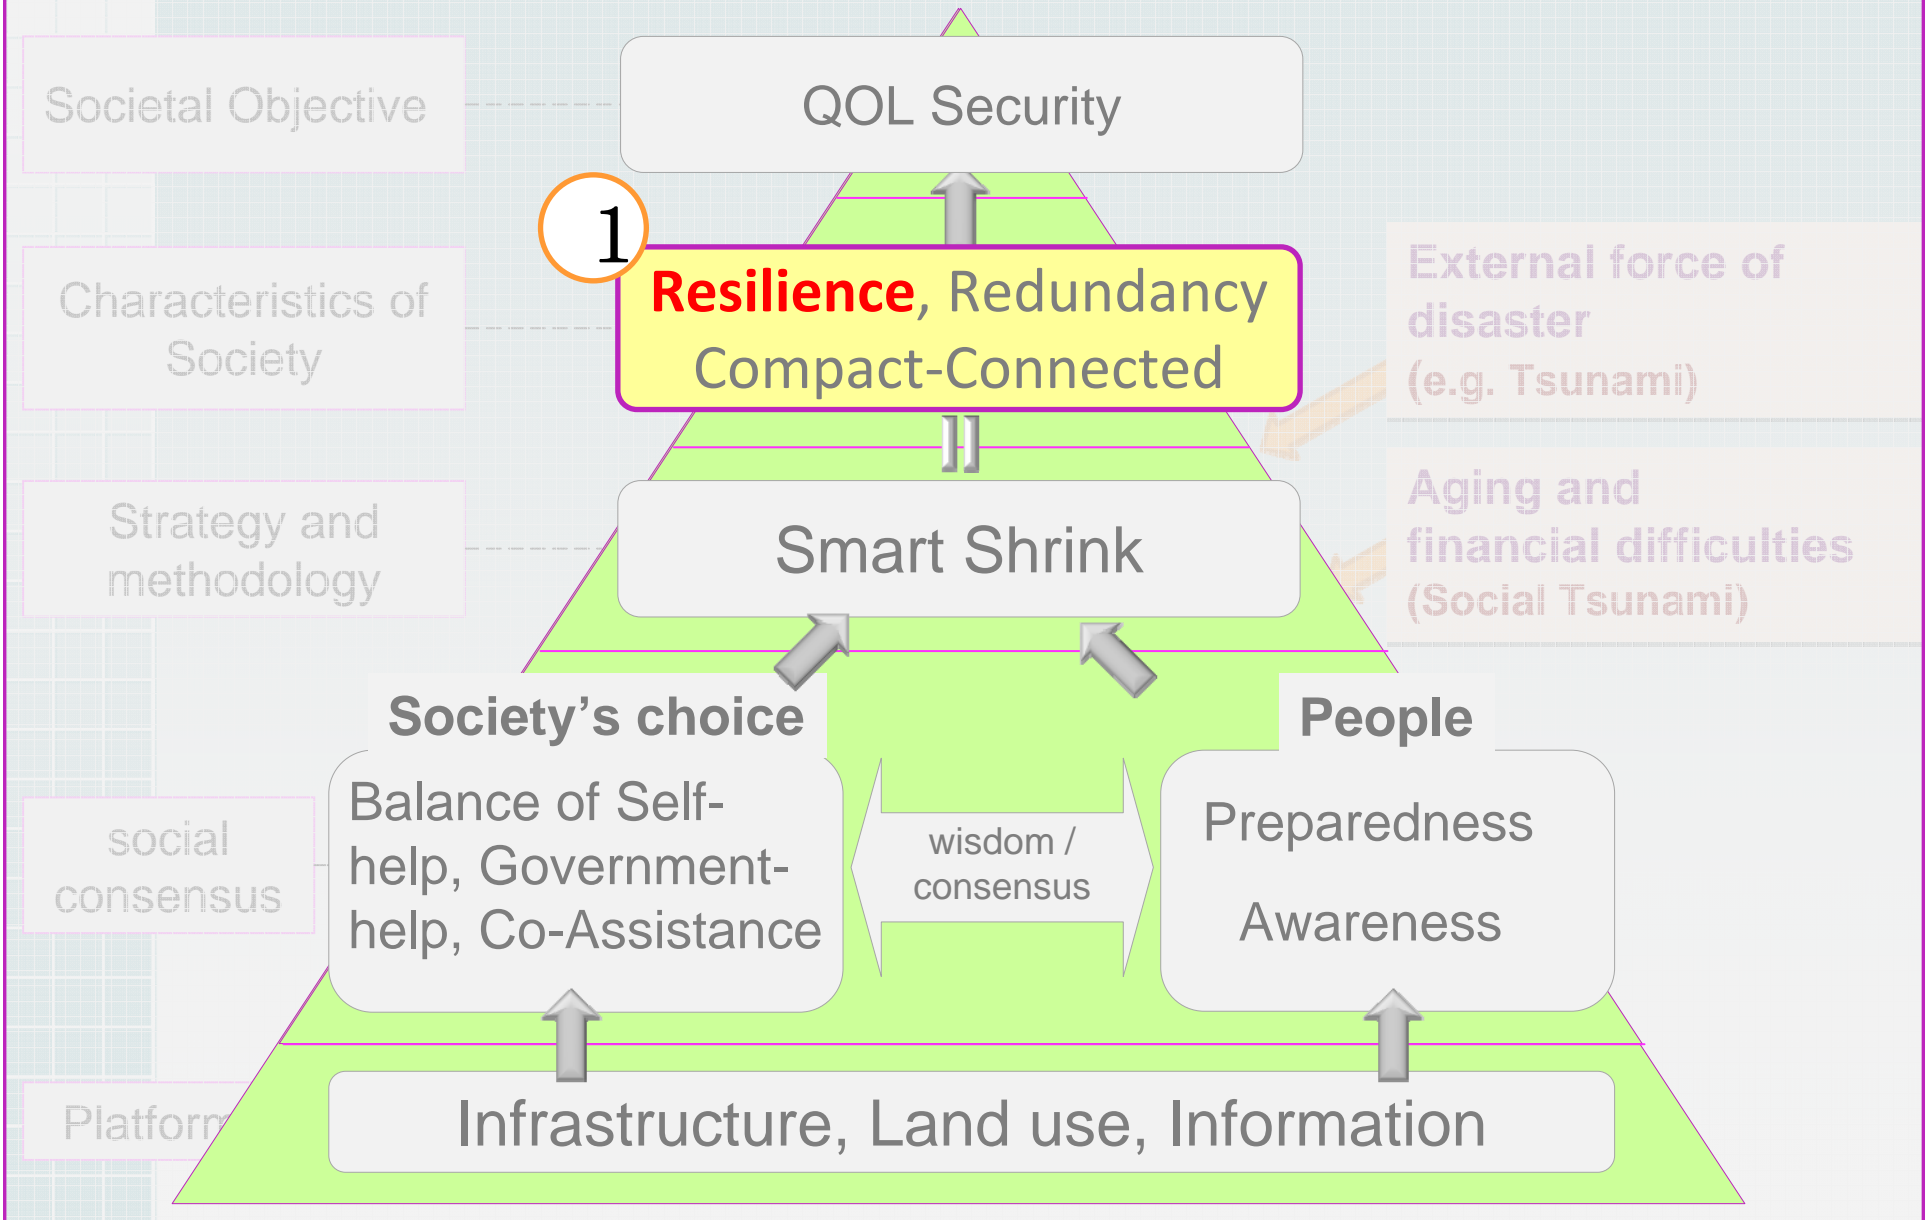 Societal Objective
QOL Security
1
Resilience, Redundancy
Compact-Connected
Characteristics of
Society
External force of
disaster
(e.g. Tsunami)
Strategy and
methodology
Smart Shrink
Aging and
financial difficulties
(Social Tsunami)
Society’s choice
People
social
consensus
Balance of Self-
help, Government-
help, Co-Assistance
wisdom /
consensus
Preparedness
Awareness
Platform
Infrastructure, Land use, Information